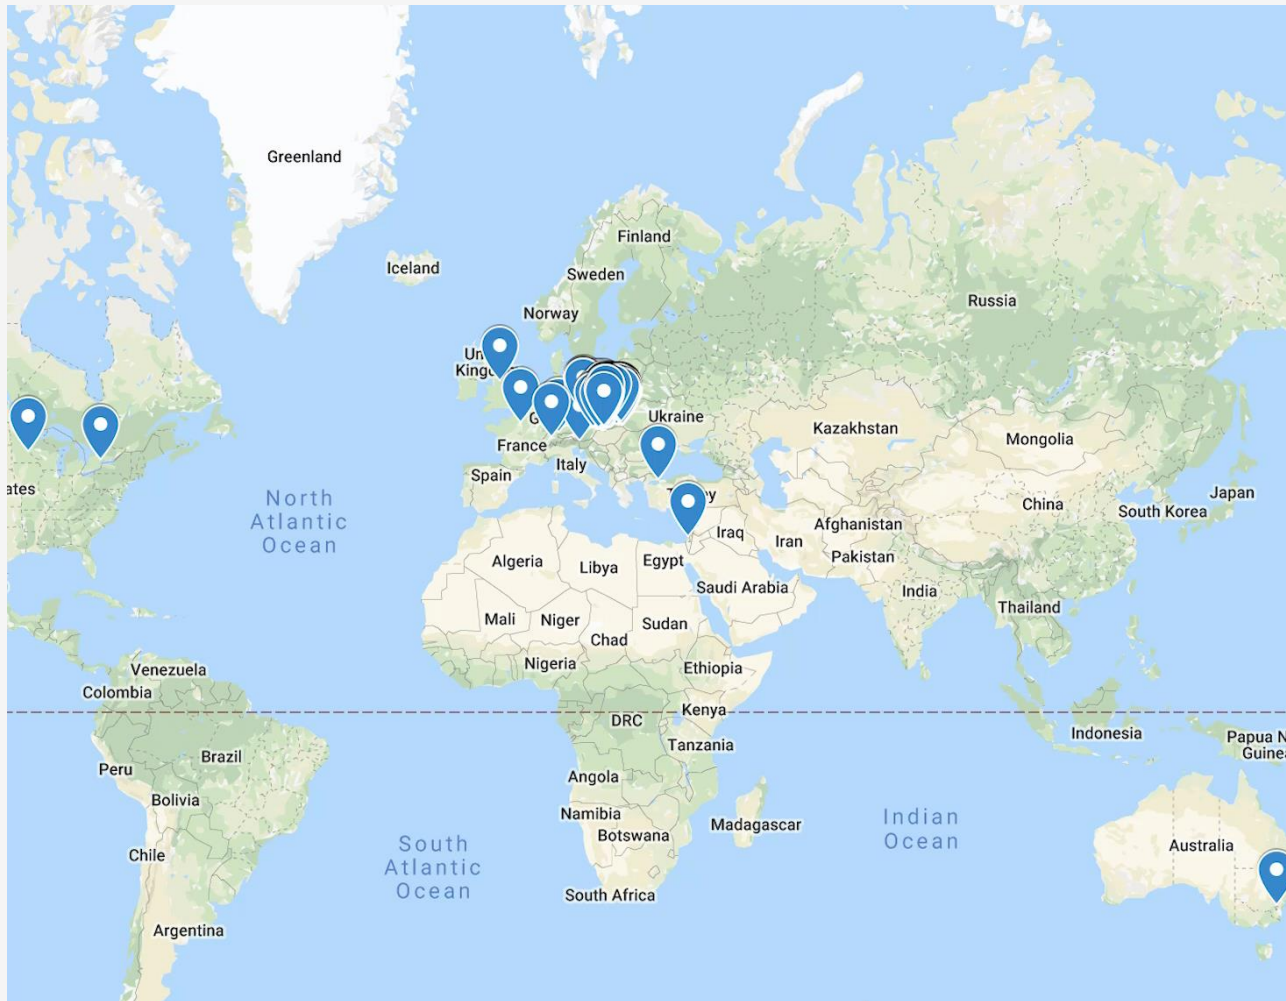 Greenland
Finland
Iceland
Sweden
Russia
Norway
Un
Kingd
Ukraine
G
Kazakhstan
France
Mongolia
Italy
ates
Spain
North
Atlantic
Ocean
T
ey
Japan
China
South Korea
Afghanistan
Iraq
Iran
Algeria
Libya
Egypt
Pakistan
Saudi Arabia
India
Thailand
Mali
Niger
Sudan
Chad
Nigeria
Ethiopia
Venezuela
Colombia
Kenya
DRC
Indonesia
Papua N
Guinea
Tanzania
Brazil
Peru
Angola
Bolivia
Namibia
Botswana
Madagascar
Indian
Ocean
South
Atlantic
Ocean
Australia
Chile
South Africa
Argentina